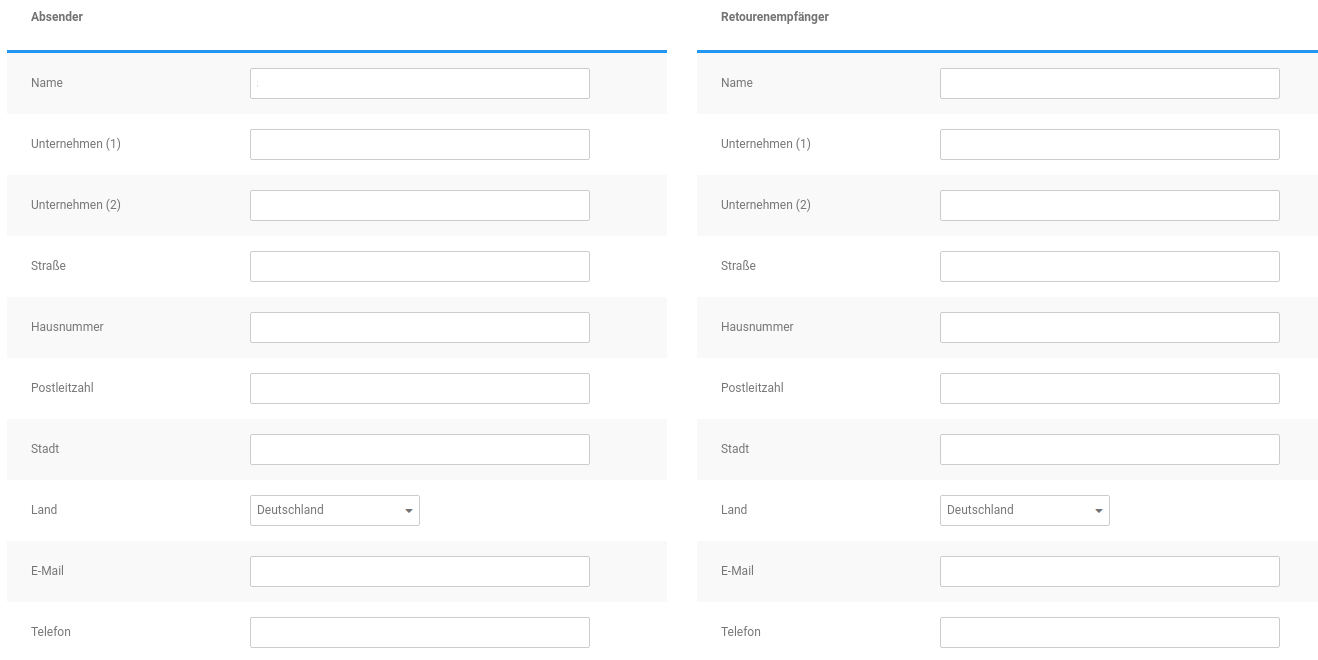 Absender
Name
Unternehmen (1)
Unternehmen (2)
Straße
Hausnummer
Postleitzahl
Stadt
Land Deutschland
E-Mail
Telefon
Retourenempfänger
Name
Unternehmen (1)
Unternehmen (2)
Straße
Hausnummer
Postleitzahl
Stadt
Land Deutschland
E-Mail
Telefon